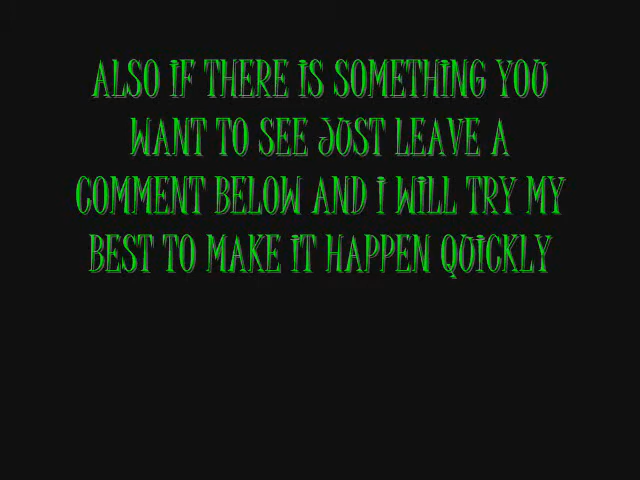 ALSO IF THERE IS SOMETHING YOU
WANT TO SEE JUST LEAVE A
COMMENT BELOW AND I WILL TRY MY
BEST TO MAKE IT HAPPEN QUICKLY